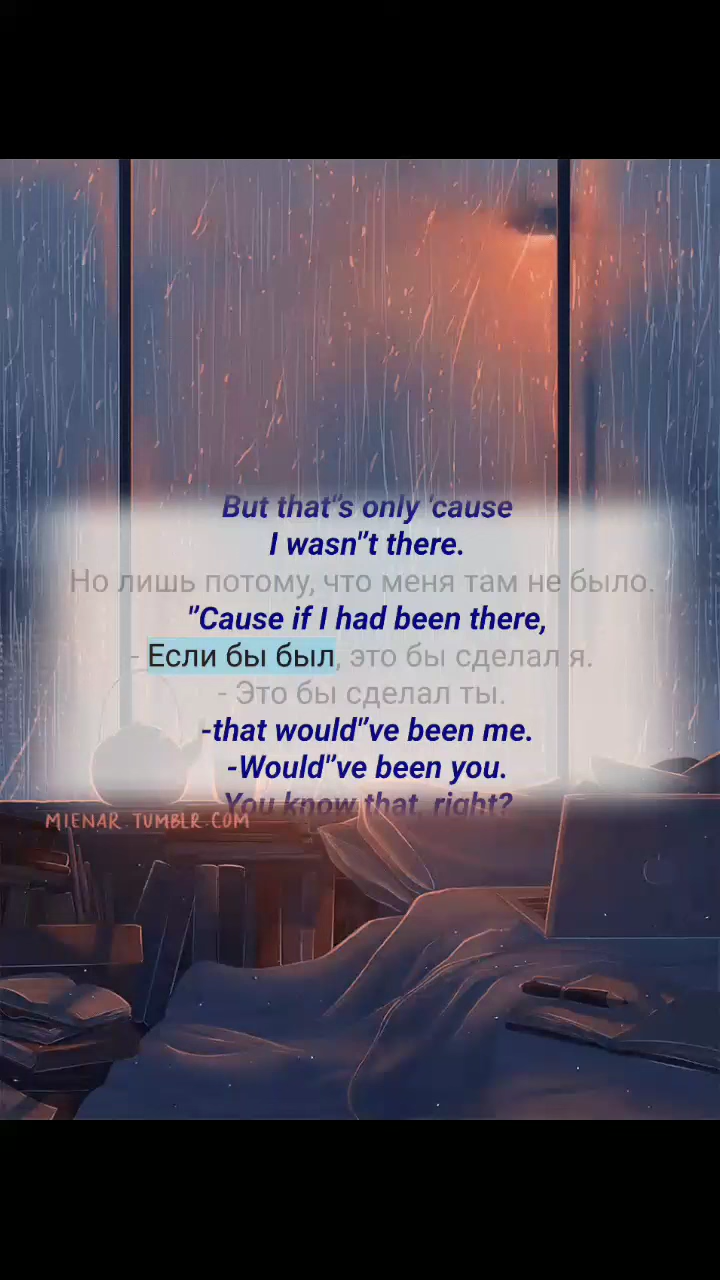 But that"s only 'cause
I wasn"t there.
Но лишь потому, что меня там не было.
"Cause if I had been there,
- Если бы был, это бы сделал я.
- Это бы сделал ты.
-that would"ve been me.
-Would"ve been you.
You know that, right?
MIENAR.TUMBLR.COM